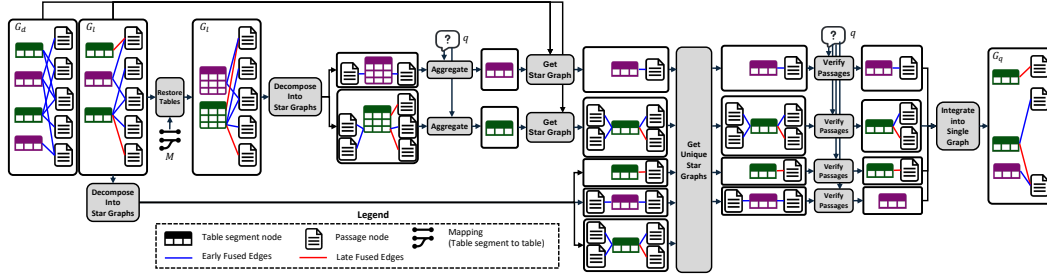 G_d
G_l
G_l
Restore
Tables
M
Decompose
Into
Star Graphs
Decompose
Into
Star Graphs
?
q
Aggregate
Aggregate
Get
Star Graph
Get
Star Graph
Get
Unique
Star
Graphs
?
q
Verify
Passages
Verify
Passages
Verify
Passages
Verify
Passages
Integrate
into
Single
Graph
G_q
Legend
Table segment node
Passage node
Mapping
(Table segment to table)
Early Fused Edges
Late Fused Edges